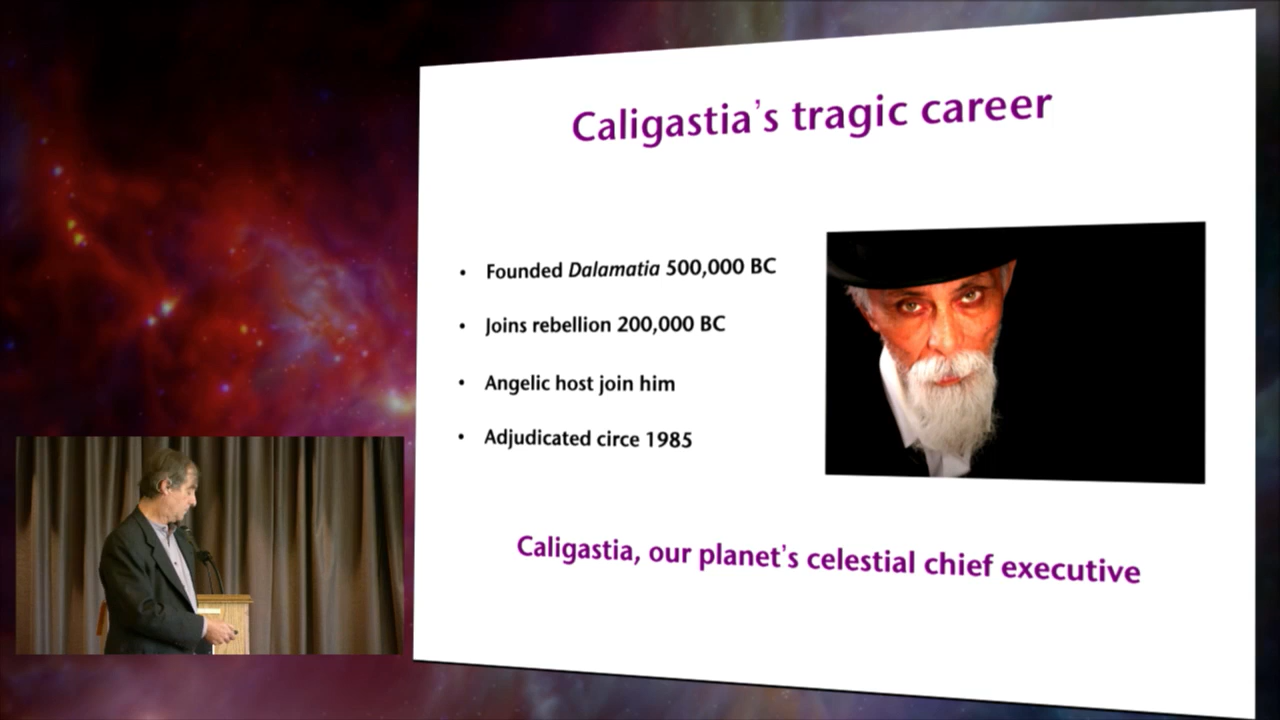 Caligastia's tragic career
• Founded Dalamatia 500,000 BC
• Joins rebellion 200,000 BC
• Angelic host join him
• Adjudicated circe 1985
Caligastia, our planet's celestial chief executive